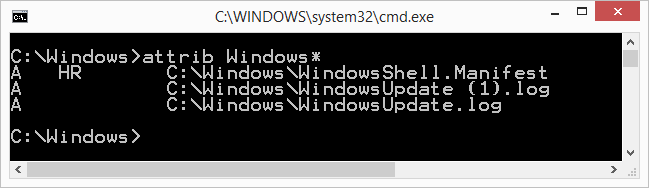 C:\WINDOWS\system32\cmd.exe
C:\Windows>attrib Windows*
A    HR        C:\Windows\WindowsShell.Manifest
A              C:\Windows\WindowsUpdate (1).log
A              C:\Windows\WindowsUpdate.log
C:\Windows>